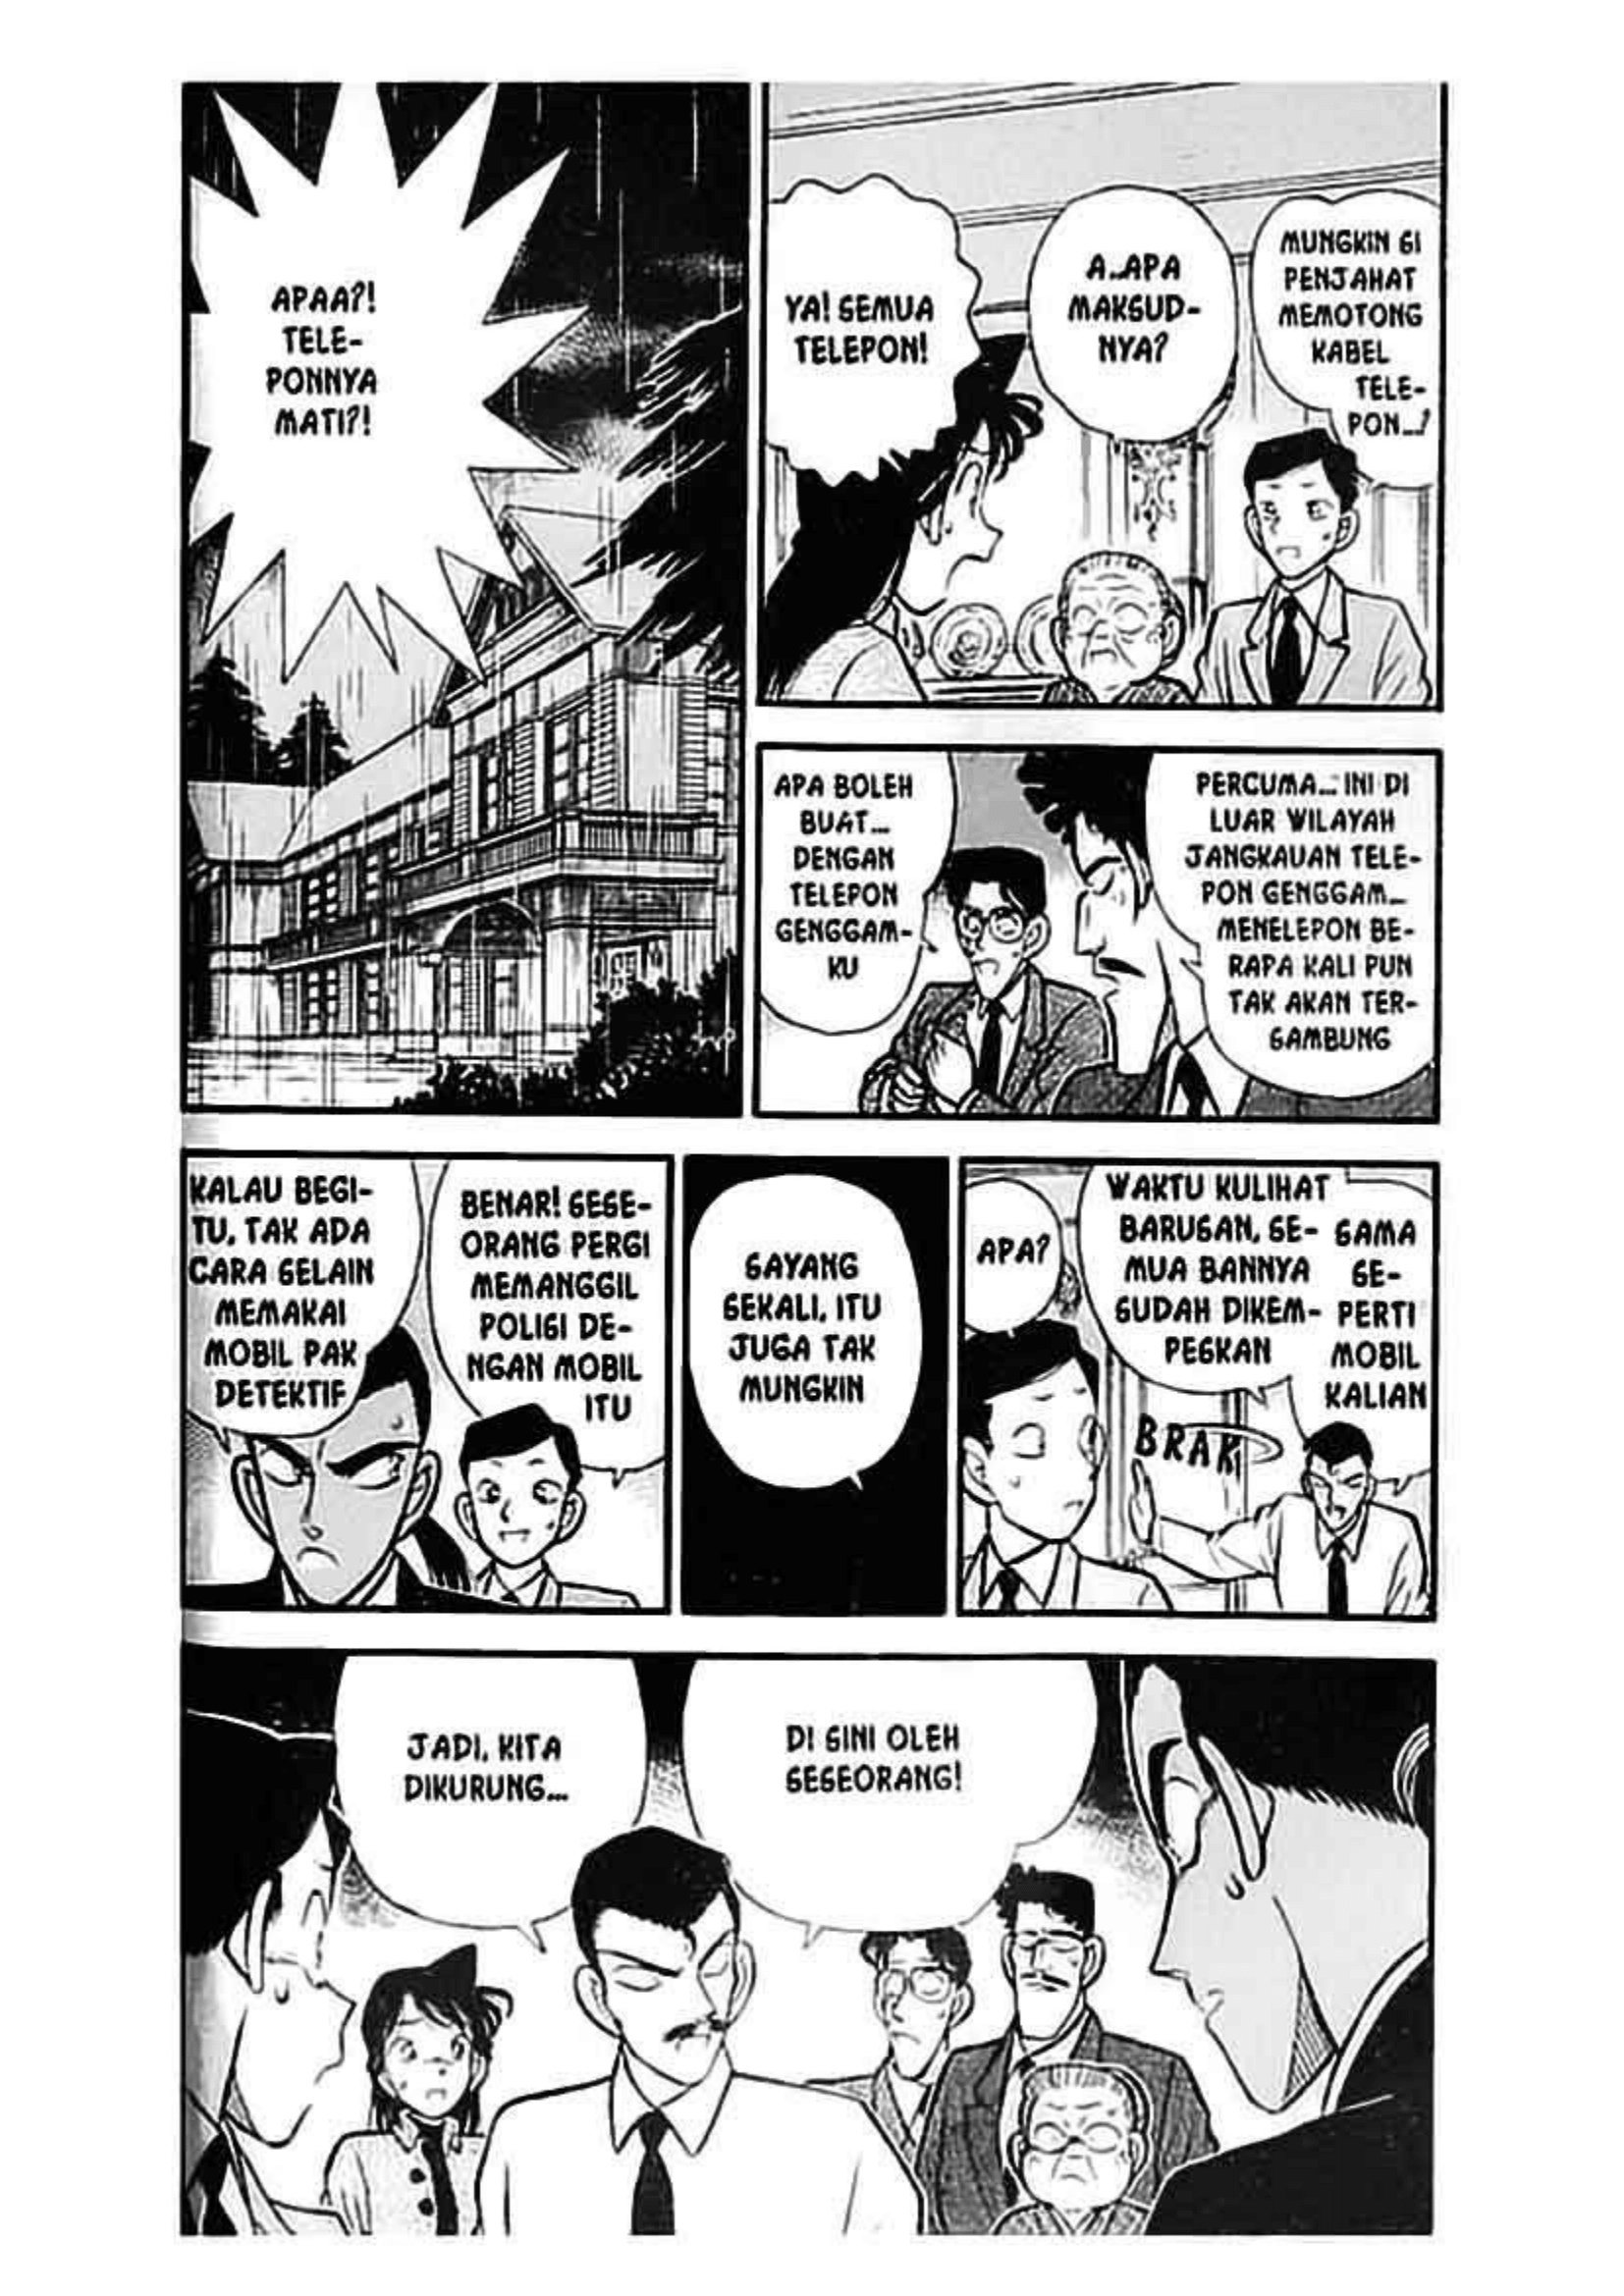 APAA?!
TELE-
PONNYA
MATI?!
YA! SEMUA
TELEPON!
A..APA
MAKSUD-
NYA?
MUNGKIN SI
PENJAHAT
MEMOTONG
KABEL
TELE-
PON...?
APA BOLEH
BUAT...
DENGAN
TELEPON
GENGGAM-
KU
PERCUMA... INI DI
LUAR WILAYAH
JANGKAUAN TELE-
PON GENGGAM...
MENELEPON BE-
RAPA KALI PUN
TAK AKAN TER-
SAMBUNG
KALAU BEGI-
TU, TAK ADA
CARA SELAIN
MEMAKAI
MOBIL PAK
DETEKTIF
BENAR! SESE-
ORANG PERGI
MEMANGGIL
POLISI DE-
NGAN MOBIL
ITU
SAYANG
SEKALI, ITU
JUGA TAK
MUNGKIN
APA?
WAKTU KULIHAT
BARUSAN, SE-
MUA BANNYA
SUDAH DIKEM-
PESKAN
SAMA
SE-
PERTI
MOBIL
KALIAN
BRAK
JADI, KITA
DIKURUNG...
DI SINI OLEH
SESEORANG!